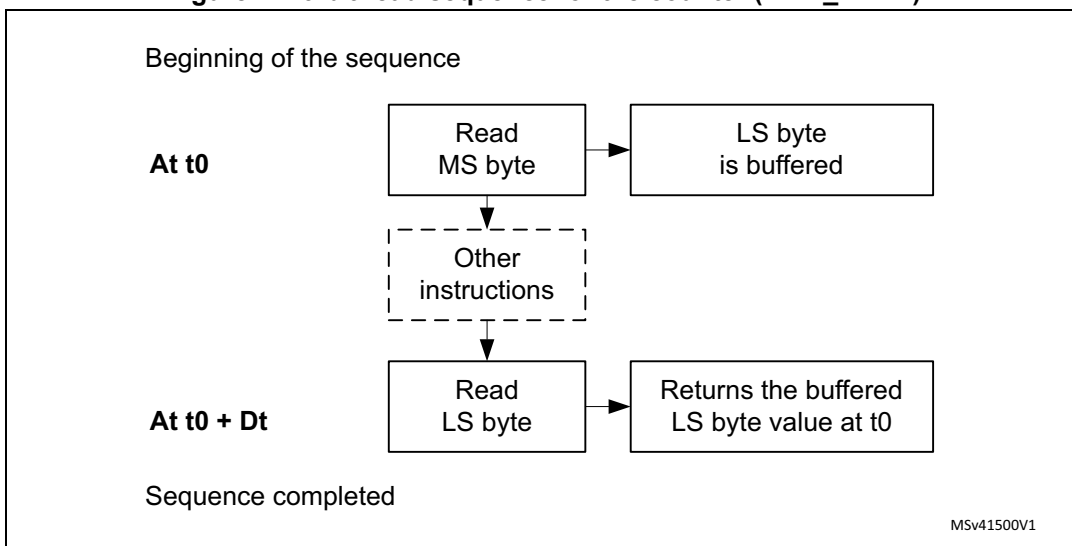 Beginning of the sequence
At t0
Read
MS byte
LS byte
is buffered
Other
instructions
At t0 + Dt
Read
LS byte
Returns the buffered
LS byte value at t0
Sequence completed
MSv41500V1